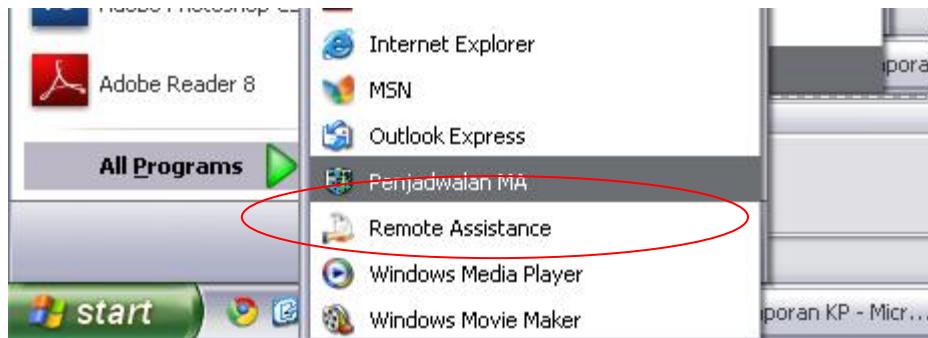 Adobe Reader 8
All Programs
start
Internet Explorer
MSN
Outlook Express
Penjadwalan MA
Remote Assistance
Windows Media Player
Windows Movie Maker
pora
poran KP - Micr...